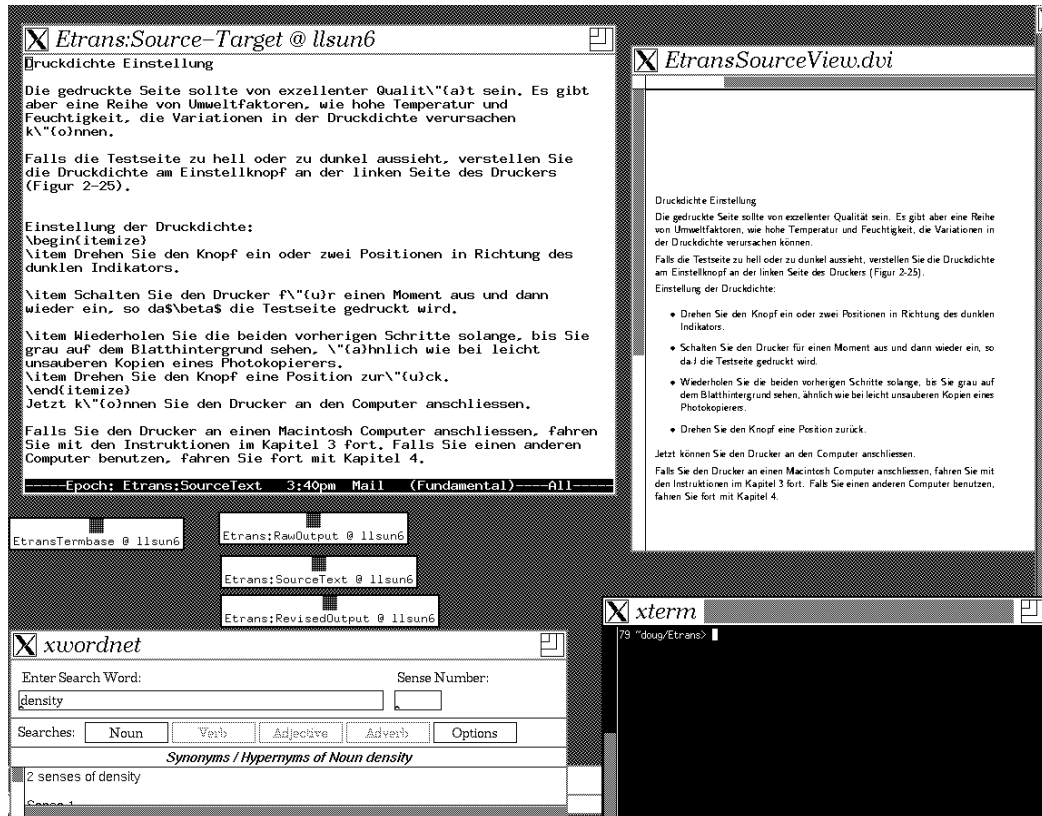 Etrans:Source-Target @ llsun6
Druckdichte Einstellung
Die gedruckte Seite sollte von exzellenter Qualit\"{a}t sein. Es gibt
aber eine Reihe von Umweltfaktoren, wie hohe Temperatur und
Feuchtigkeit, die Variationen in der Druckdichte verursachen
k\"{o}nnen.
Falls die Testseite zu hell oder zu dunkel aussieht, verstellen Sie
die Druckdichte am Einstellknopf an der linken Seite des Druckers
(Figur 2-25).
Einstellung der Druckdichte:
\begin{itemize}
\item Drehen Sie den Knopf ein oder zwei Positionen in Richtung des
dunklen Indikators.
\item Schalten Sie den Drucker f\"{u}r einen Moment aus und dann
wieder ein, so da$\beta$ die Testseite gedruckt wird.
\item Wiederholen Sie die beiden vorherigen Schritte solange, bis Sie
grau auf dem Blatthintergrund sehen, \"{a}hnlich wie bei leicht
unsauberen Kopien eines Photokopierers.
\item Drehen Sie den Knopf eine Position zur\"{u}ck.
\end{itemize}
Jetzt k\"{o}nnen Sie den Drucker an den Computer anschliessen.
Falls Sie den Drucker an einen Macintosh Computer anschliessen, fahren
Sie mit den Instruktionen im Kapitel 3 fort. Falls Sie einen anderen
Computer benutzen, fahren Sie fort mit Kapitel 4.
-----Epoch: Etrans:SourceText 3:40pm Mail (Fundamental)----All-----
EtransSourceView.dvi
Druckdichte Einstellung
Die gedruckte Seite sollte von exzellenter Qualität sein. Es gibt aber eine Reihe
von Umweltfaktoren, wie hohe Temperatur und Feuchtigkeit, die Variationen in
der Druckdichte verursachen können.
Falls die Testseite zu hell oder zu dunkel aussieht, verstellen Sie die Druckdichte
am Einstellknopf an der linken Seite des Druckers (Figur 2-25).
Einstellung der Druckdichte:
• Drehen Sie den Knopf ein oder zwei Positionen in Richtung des dunklen
Indikators.
• Schalten Sie den Drucker für einen Moment aus und dann wieder ein, so
die Testseite gedruckt wird.
• Wiederholen Sie die beiden vorherigen Schritte solange, bis Sie grau auf
dem Blatthintergrund sehen, ähnlich wie bei leicht unsauberen Kopien eines
Photokopierers.
• Drehen Sie den Knopf eine Position zurück.
Jetzt können Sie den Drucker an den Computer anschliessen.
Falls Sie den Drucker an einen Macintosh Computer anschliessen, fahren Sie mit
den Instruktionen im Kapitel 3 fort. Falls Sie einen anderen Computer benutzen,
fahren Sie fort mit Kapitel 4.
EtransTermbase @ llsun6
Etrans:RawOutput @ llsun6
Etrans:SourceText @ llsun6
Etrans:RevisedOutput @ llsun6
xwordnet
Enter Search Word: Sense Number:
density
Searches: Noun Verb Adjective Adverb Options
Synonyms / Hypernyms of Noun density
2 senses of density
Sense 1
xterm
79 ~doug/Etrans>